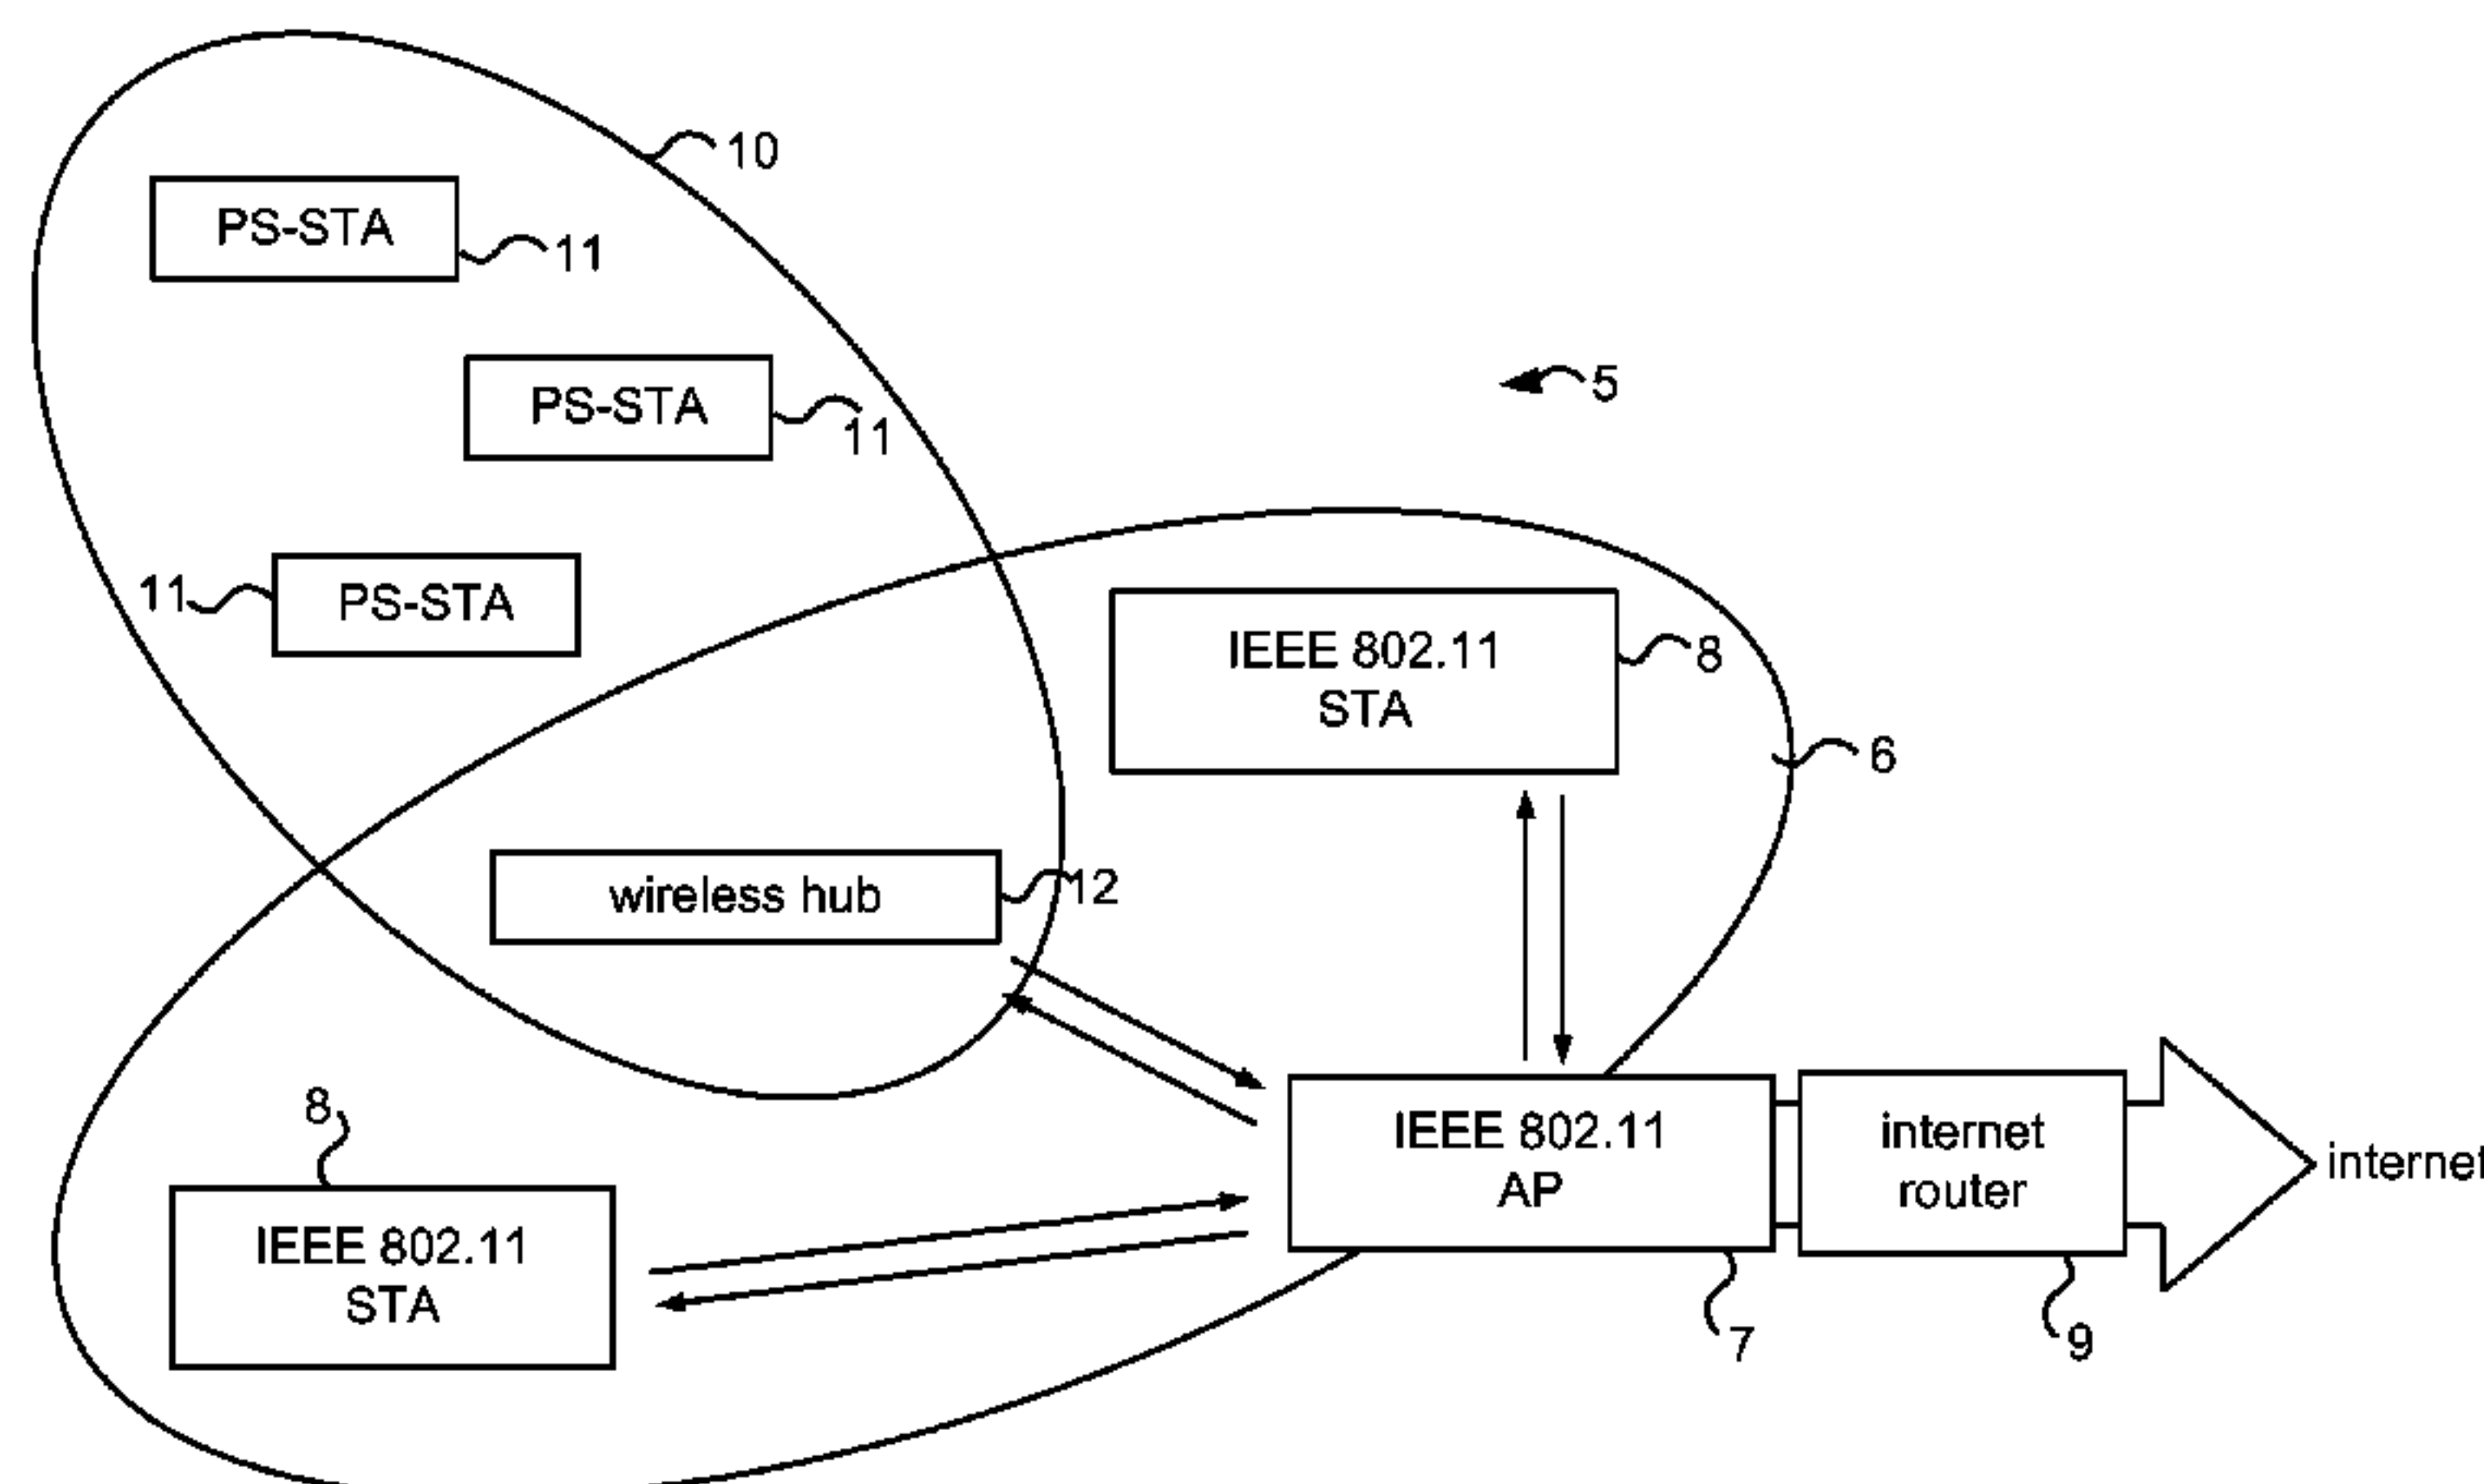 10
PS-STA
11
PS-STA
11
5
PS-STA
11
IEEE 802.11
STA
8
6
wireless hub
12
8
IEEE 802.11
STA
IEEE 802.11
AP
7
internet
router
9
internet